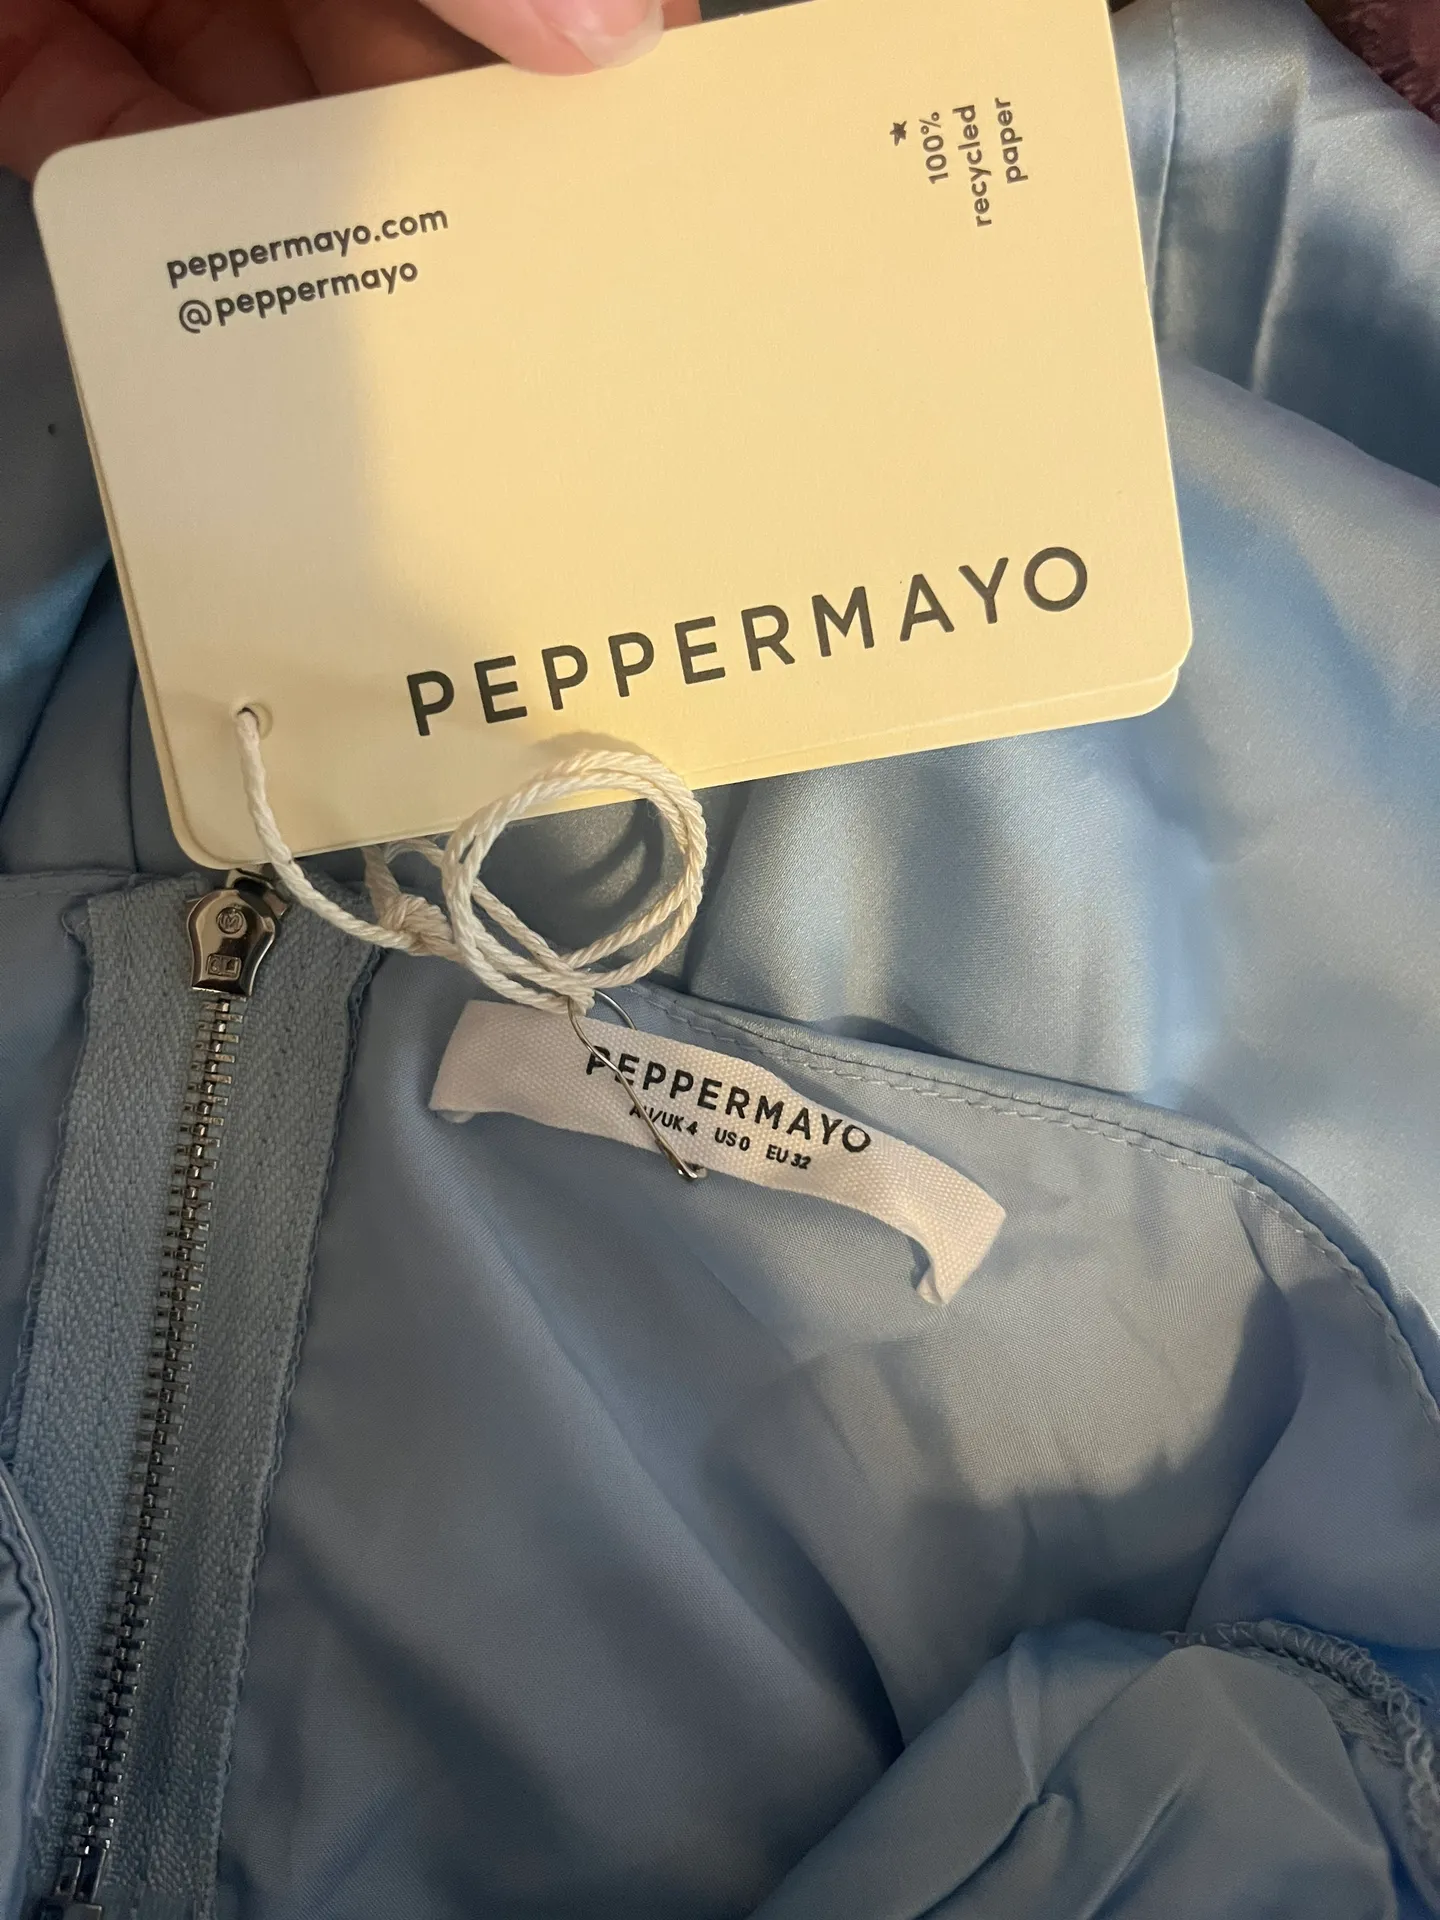 peppermayo.com
@peppermayo
*
100%
recycled
paper
PEPPERMAYO
PEPPERMAYO
AU/UK 4 US 0 EU 32